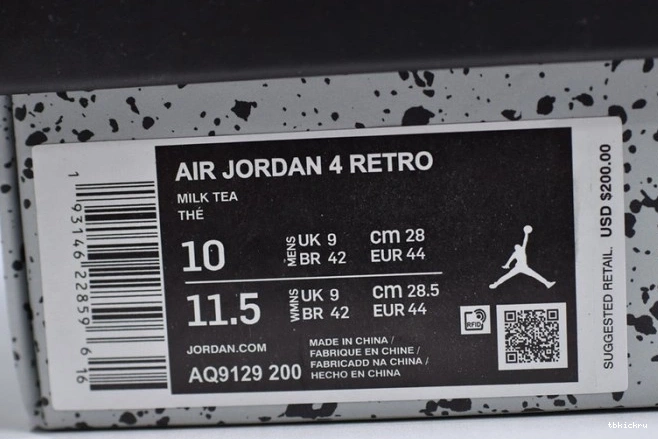 AIR JORDAN 4 RETRO
MILK TEA
THÉ
10 MENS UK 9 cm 28
BR 42 EUR 44
11.5 WMNS UK 9 cm 28.5
BR 42 EUR 44
JORDAN.COM
AQ9129 200
MADE IN CHINA /
FABRIQUE EN CHINE /
FABRICADO NA CHINA /
HECHO EN CHINA
RFID
1 93146 22859 6 16
SUGGESTED RETAIL. USD $200.00
tbkickru